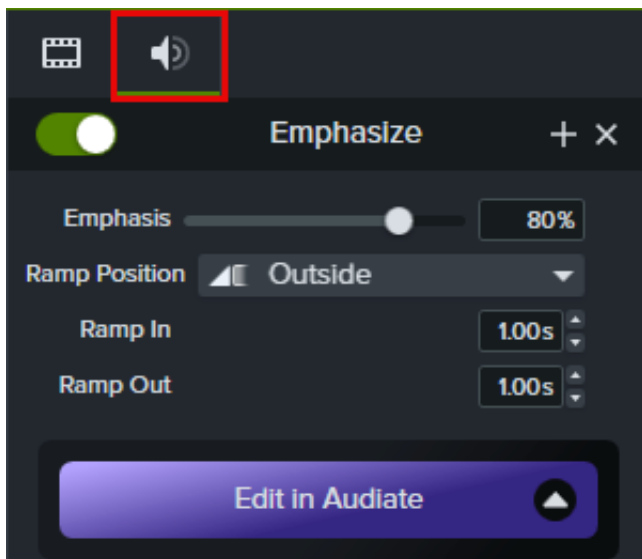 Emphasize
Emphasis 80%
Ramp Position Outside
Ramp In 1.00s
Ramp Out 1.00s
Edit in Audiate